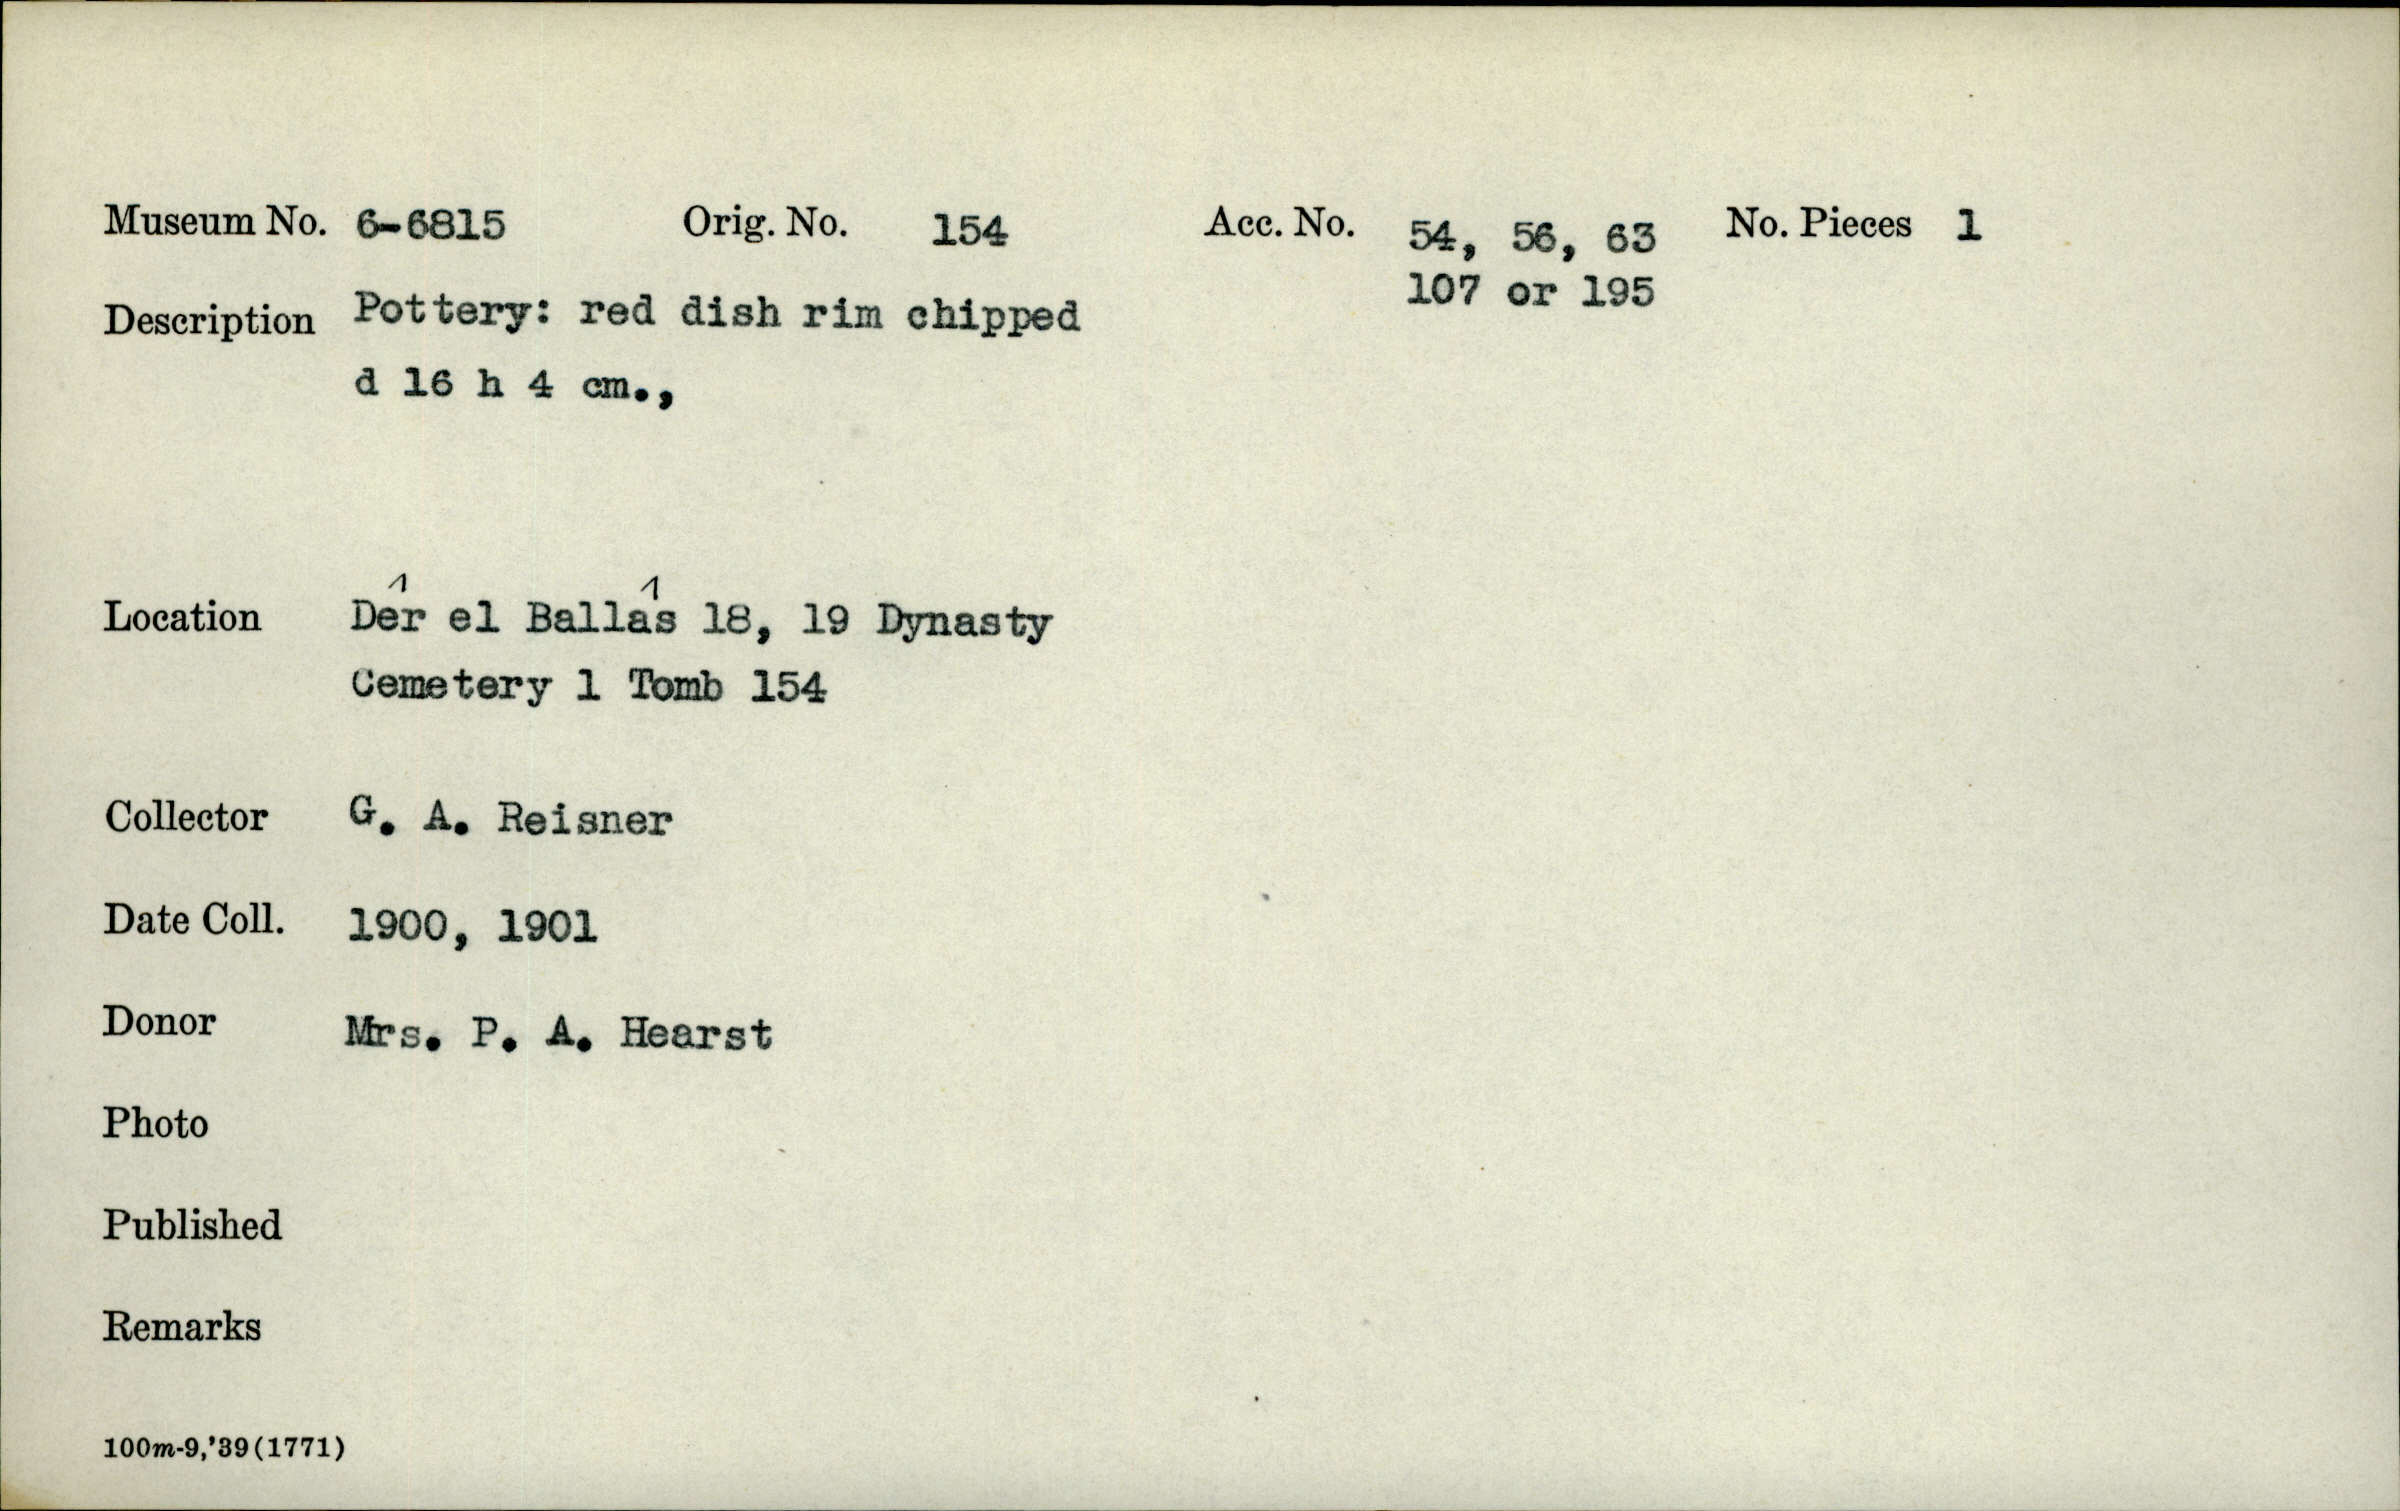 Museum No. 6-6815 Orig. No. 154 Acc. No. 54, 56, 63 No. Pieces 1
107 or 195
Description Pottery: red dish rim chipped
d 16 h 4 cm.,
Location Dêr el Ballâs 18, 19 Dynasty
Cemetery 1 Tomb 154
Collector G. A. Reisner
Date Coll. 1900, 1901
Donor Mrs. P. A. Hearst
Photo
Published
Remarks
100m-9,'39(1771)